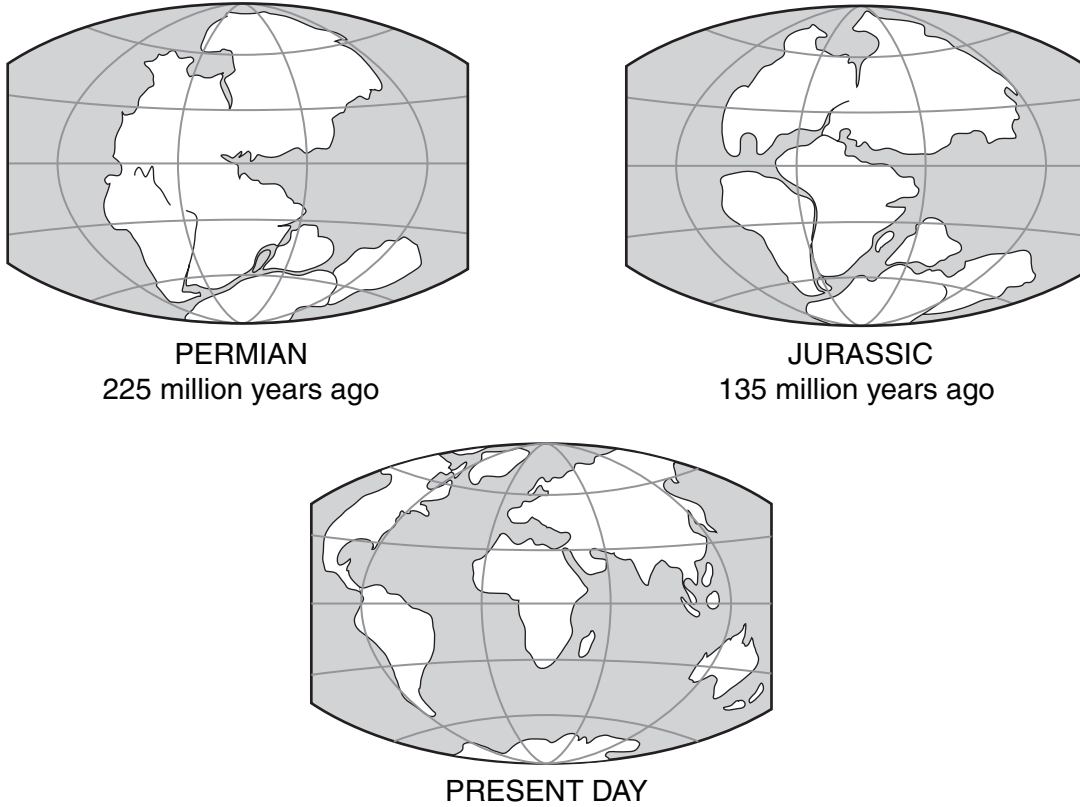 PERMIAN
225 million years ago
JURASSIC
135 million years ago
PRESENT DAY